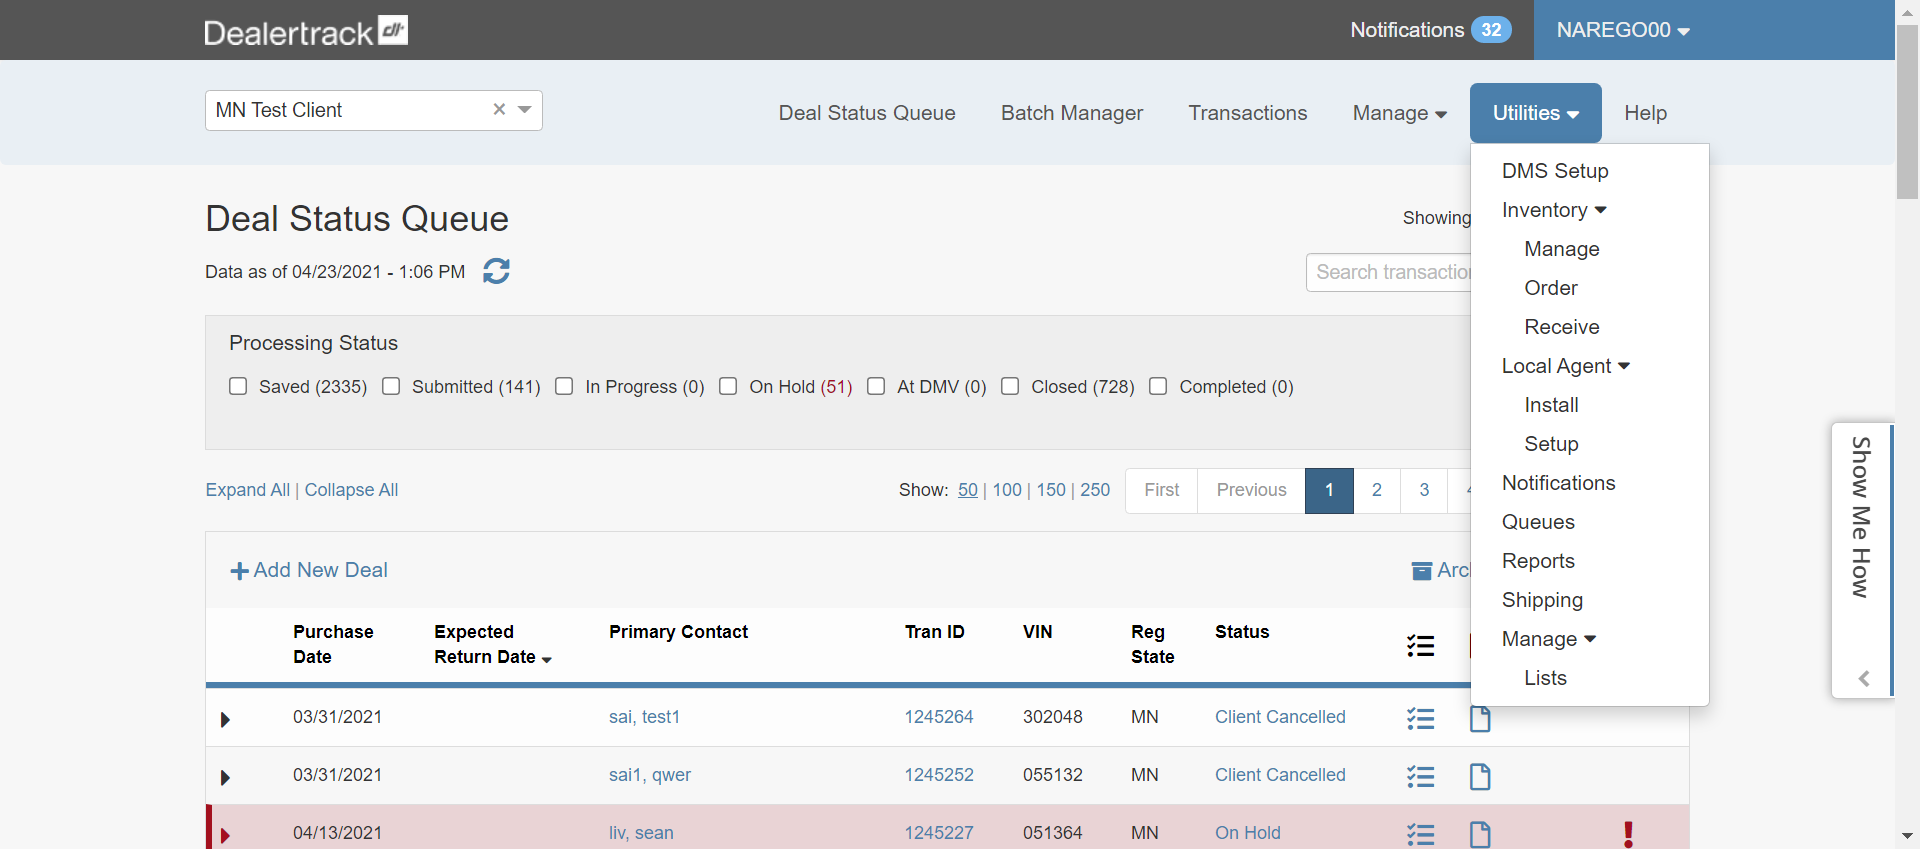 Dealertrack dt
Notifications 32
NAREGO00
MN Test Client
Deal Status Queue
Batch Manager
Transactions
Manage
Utilities
Help
DMS Setup
Inventory
Manage
Order
Receive
Local Agent
Install
Setup
Notifications
Queues
Reports
Shipping
Manage
Lists
Deal Status Queue
Showing
Data as of 04/23/2021 - 1:06 PM
Search
Processing Status
Saved (2335) Submitted (141) In Progress (0) On Hold (51) At DMV (0) Closed (728) Completed (0)
Expand All | Collapse All
Show: 50 | 100 | 150 | 250
First Previous 1 2 3
Add New Deal
Purchase Date
Expected Return Date
Primary Contact
Tran ID
VIN
Reg State
Status
03/31/2021 sai, test1 1245264 302048 MN Client Cancelled
03/31/2021 sai1, qwer 1245252 055132 MN Client Cancelled
04/13/2021 liv, sean 1245227 051364 MN On Hold !
Show Me How